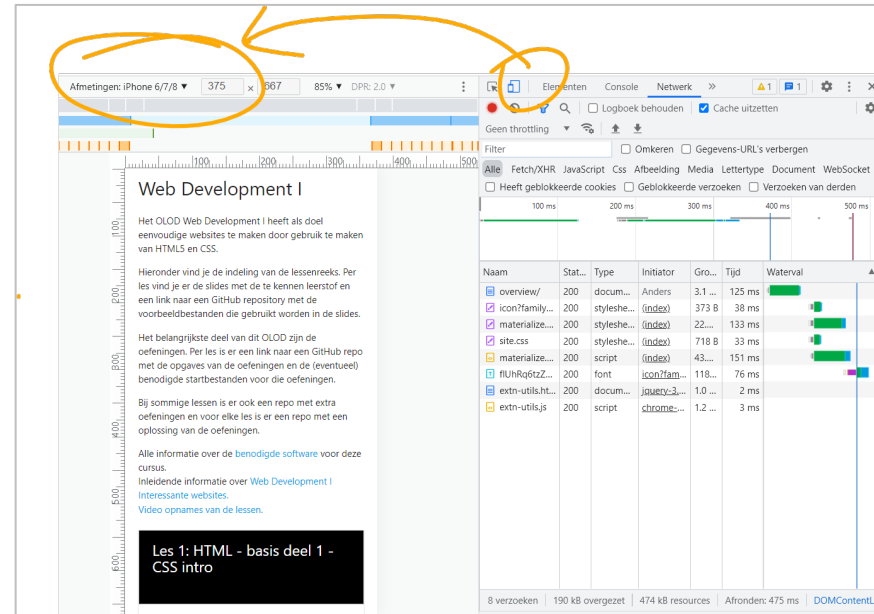 Afmetingen: iPhone 6/7/8 ▼ 375 × 667 85% ▼ DPR: 2.0 ▼
Elementen Console Netwerk » 1 1
Logboek behouden Cache uitzetten
Geen throttling ▼
Filter Omkeren Gegevens-URL's verbergen
Alle Fetch/XHR JavaScript Css Afbeelding Media Lettertype Document WebSocket
Heeft geblokkeerde cookies Geblokkeerde verzoeken Verzoeken van derden
100 ms 200 ms 300 ms 400 ms 500 ms
100 200 300 400 500
100
200
300
400
500
600
Web Development I
Het OLOD Web Development I heeft als doel
eenvoudige websites te maken door gebruik te maken
van HTML5 en CSS.
Hieronder vind je de indeling van de lessenreeks. Per
les vind je er de slides met de te kennen leerstof en
een link naar een GitHub repository met de
voorbeeldbestanden die gebruikt worden in de slides.
Het belangrijkste deel van dit OLOD zijn de
oefeningen. Per les is er een link naar een GitHub repo
met de opgaves van de oefeningen en de (eventueel)
benodigde startbestanden voor die oefeningen.
Bij sommige lessen is er ook een repo met extra
oefeningen en voor elke les is er een repo met een
oplossing van de oefeningen.
Alle informatie over de benodigde software voor deze
cursus.
Inleidende informatie over Web Development I
Interessante websites.
Video opnames van de lessen.
Les 1: HTML - basis deel 1 -
CSS intro
Naam Stat... Type Initiator Gro... Tijd Waterval
overview/ 200 docum... Anders 3.1 ... 125 ms
icon?family... 200 styleshe... (index) 373 B 38 ms
materialize.... 200 styleshe... (index) 22.... 133 ms
site.css 200 styleshe... (index) 718 B 33 ms
materialize.... 200 script (index) 43.... 151 ms
flUhRq6tzZ... 200 font icon?fam... 118... 76 ms
extn-utils.ht... 200 docum... jquery-3.... 1.0 ... 2 ms
extn-utils.js 200 script chrome-... 1.2 ... 3 ms
8 verzoeken 190 kB overgezet 474 kB resources Afronden: 475 ms DOMContentL